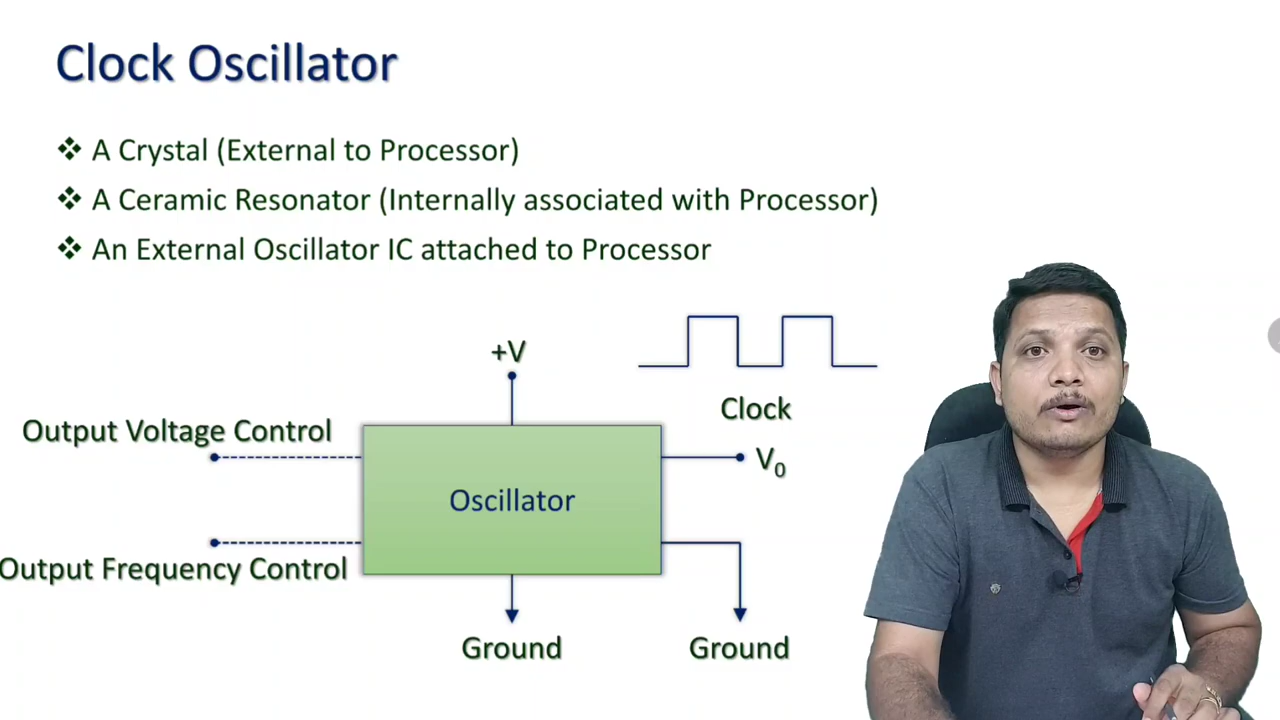 Clock Oscillator
❖ A Crystal (External to Processor)
❖ A Ceramic Resonator (Internally associated with Processor)
❖ An External Oscillator IC attached to Processor
+V
Clock
Output Voltage Control
V₀
Oscillator
Output Frequency Control
Ground
Ground